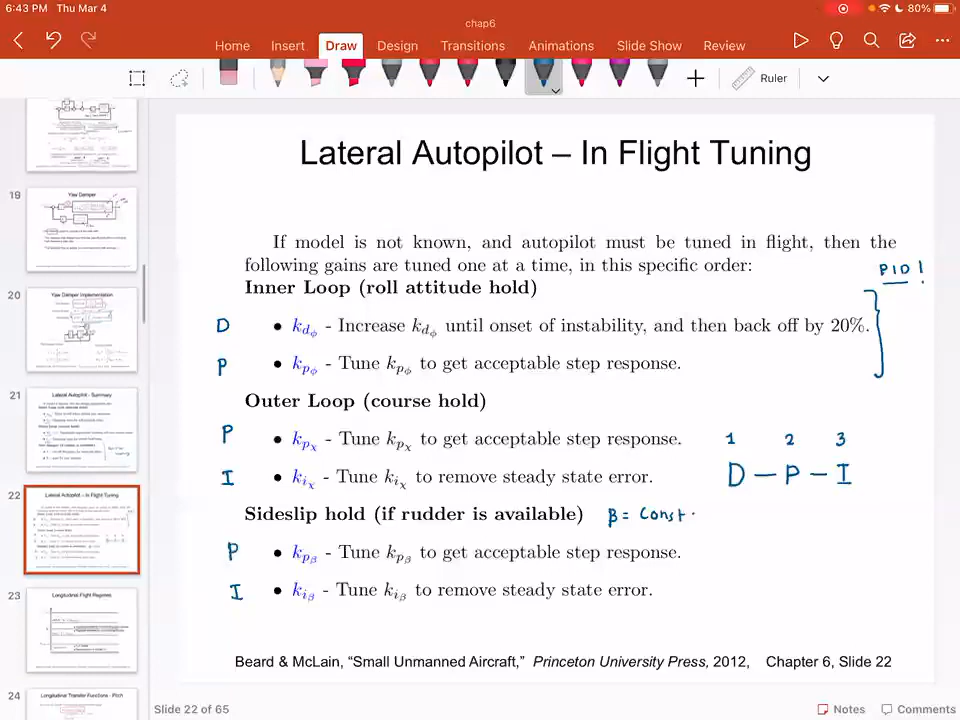 6:43 PM Thu Mar 4
80%
chap6
Home Insert Draw Design Transitions Animations Slide Show Review
Ruler
19
Yaw Damper
20
Yaw Damper Implementation
21
Lateral Autopilot - Summary
22
Lateral Autopilot – In Flight Tuning
23
Longitudinal Flight Regimes
24
Longitudinal Transfer Functions - Pitch
Lateral Autopilot – In Flight Tuning
If model is not known, and autopilot must be tuned in flight, then the
following gains are tuned one at a time, in this specific order:
PID!
Inner Loop (roll attitude hold)
D • k_{d_ϕ} - Increase k_{d_ϕ} until onset of instability, and then back off by 20%.
P • k_{p_ϕ} - Tune k_{p_ϕ} to get acceptable step response.
Outer Loop (course hold)
P • k_{p_χ} - Tune k_{p_χ} to get acceptable step response.
1 2 3
I • k_{i_χ} - Tune k_{i_χ} to remove steady state error.
D – P – I
Sideslip hold (if rudder is available) β = const.
P • k_{p_β} - Tune k_{p_β} to get acceptable step response.
I • k_{i_β} - Tune k_{i_β} to remove steady state error.
Beard & McLain, “Small Unmanned Aircraft,” Princeton University Press, 2012, Chapter 6, Slide 22
Slide 22 of 65
Notes Comments